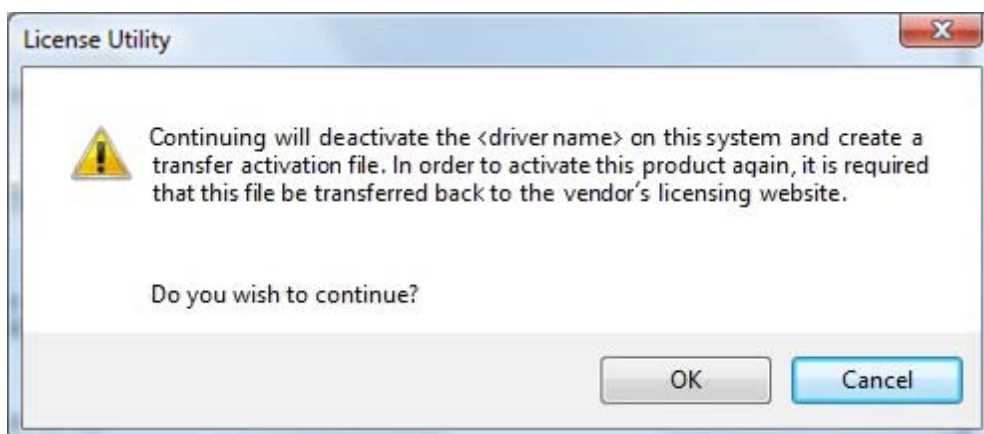 License Utility
Continuing will deactivate the <driver name> on this system and create a
transfer activation file. In order to activate this product again, it is required
that this file be transferred back to the vendor's licensing website.
Do you wish to continue?
OK
Cancel